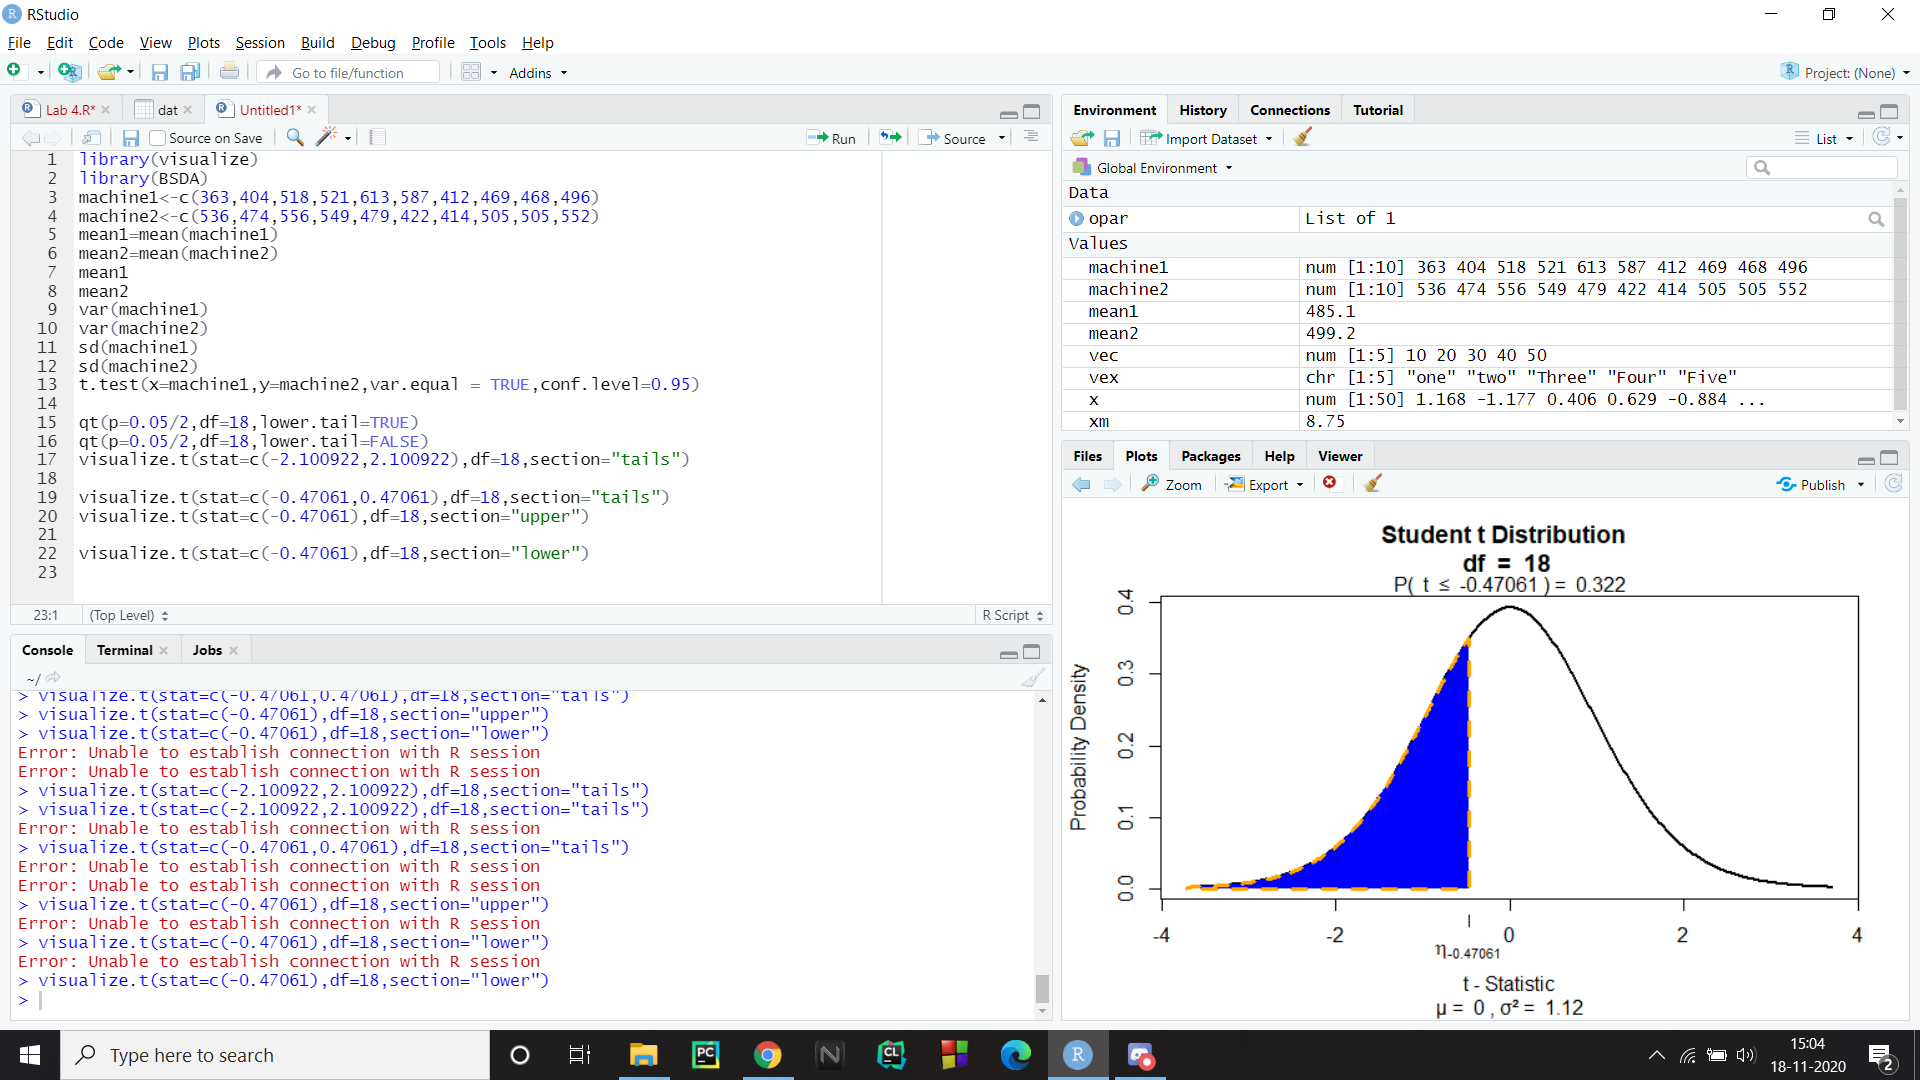 RStudio
File Edit Code View Plots Session Build Debug Profile Tools Help
Go to file/function Addins Project: (None)
Lab 4.R* dat Untitled1*
Source on Save Run Source
1 library(visualize)
2 library(BSDA)
3 machine1<-c(363,404,518,521,613,587,412,469,468,496)
4 machine2<-c(536,474,556,549,479,422,414,505,505,552)
5 mean1=mean(machine1)
6 mean2=mean(machine2)
7 mean1
8 mean2
9 var(machine1)
10 var(machine2)
11 sd(machine1)
12 sd(machine2)
13 t.test(x=machine1,y=machine2,var.equal = TRUE,conf.level=0.95)
14
15 qt(p=0.05/2,df=18,lower.tail=TRUE)
16 qt(p=0.05/2,df=18,lower.tail=FALSE)
17 visualize.t(stat=c(-2.100922,2.100922),df=18,section="tails")
18
19 visualize.t(stat=c(-0.47061,0.47061),df=18,section="tails")
20 visualize.t(stat=c(-0.47061),df=18,section="upper")
21
22 visualize.t(stat=c(-0.47061),df=18,section="lower")
23
23:1 (Top Level) R Script
Console Terminal Jobs
~/
> visualize.t(stat=c(-0.47061,0.47061),df=18,section="tails")
> visualize.t(stat=c(-0.47061),df=18,section="upper")
> visualize.t(stat=c(-0.47061),df=18,section="lower")
Error: Unable to establish connection with R session
Error: Unable to establish connection with R session
> visualize.t(stat=c(-2.100922,2.100922),df=18,section="tails")
> visualize.t(stat=c(-2.100922,2.100922),df=18,section="tails")
Error: Unable to establish connection with R session
> visualize.t(stat=c(-0.47061,0.47061),df=18,section="tails")
Error: Unable to establish connection with R session
Error: Unable to establish connection with R session
> visualize.t(stat=c(-0.47061),df=18,section="upper")
Error: Unable to establish connection with R session
> visualize.t(stat=c(-0.47061),df=18,section="lower")
Error: Unable to establish connection with R session
> visualize.t(stat=c(-0.47061),df=18,section="lower")
>
Environment History Connections Tutorial
Import Dataset List
Global Environment
Data
opar List of 1
Values
machine1 num [1:10] 363 404 518 521 613 587 412 469 468 496
machine2 num [1:10] 536 474 556 549 479 422 414 505 505 552
mean1 485.1
mean2 499.2
vec num [1:5] 10 20 30 40 50
vex chr [1:5] "one" "two" "Three" "Four" "Five"
x num [1:50] 1.168 -1.177 0.406 0.629 -0.884 ...
xm 8.75
Files Plots Packages Help Viewer
Zoom Export Publish
Student t Distribution
df = 18
P( t ≤ -0.47061 ) = 0.322
Probability Density
0.4
0.3
0.2
0.1
0.0
-4 -2 0 2 4
η-0.47061
t - Statistic
μ = 0 , σ² = 1.12
Type here to search
PC
N
CL
R
15:04
18-11-2020
2